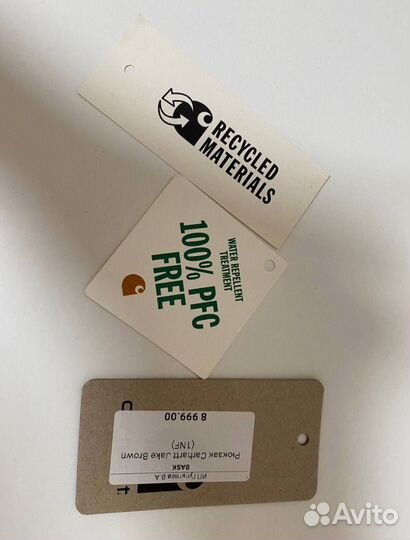 RECYCLED
MATERIALS
WATER REPELLENT
TREATMENT
100% PFC
FREE
BASK
Рюкзак Carhartt Jake Brown
(1NF)
8 999.00
t
Avito